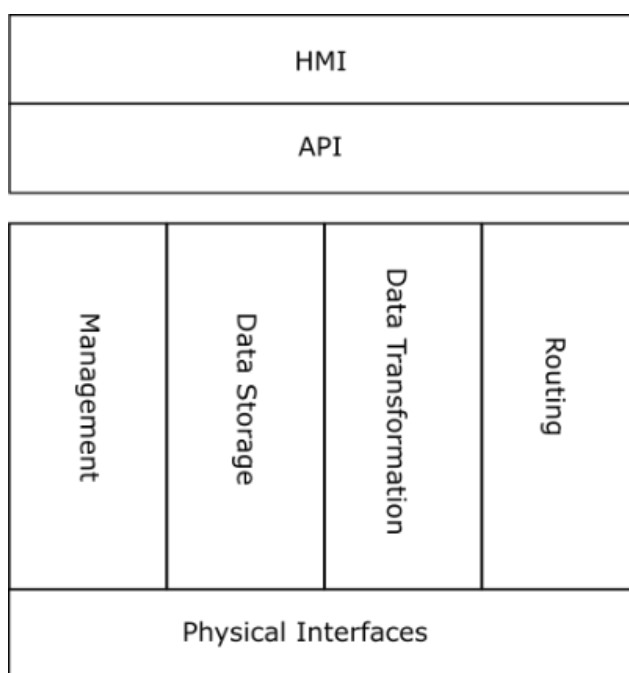 HMI
API
Management
Data Storage
Data Transformation
Routing
Physical Interfaces